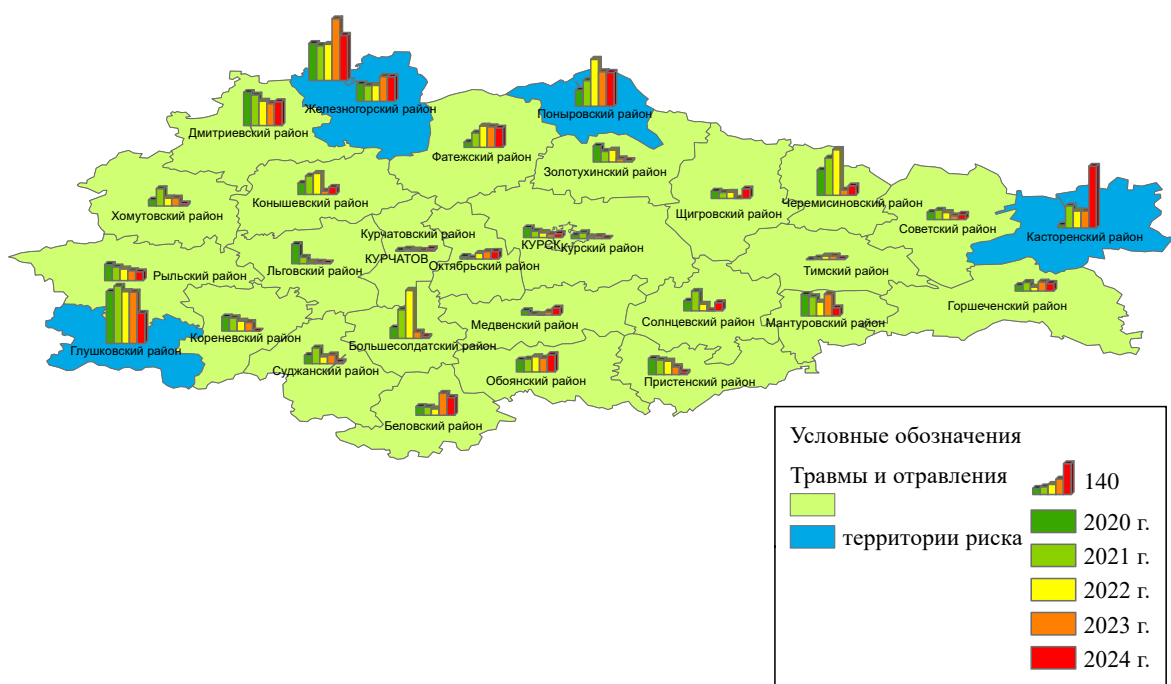 Железногорский район
Поныровский район
Дмитриевский район
Фатежский район
Золотухинский район
Хомутовский район
Конышевский район
Щигровский район
Черемисиновский район
Советский район
Касторенский район
Курчатовский район
КУРСК
Курский район
КУРЧАТОВ
Октябрьский район
Рыльский район
Льговский район
Тимский район
Горшеченский район
Медвенский район
Солнцевский район
Мантуровский район
Глушковский район
Кореневский район
Большесолдатский район
Суджанский район
Обоянский район
Пристенский район
Беловский район
Условные обозначения
Травмы и отравления
территории риска
140
2020 г.
2021 г.
2022 г.
2023 г.
2024 г.